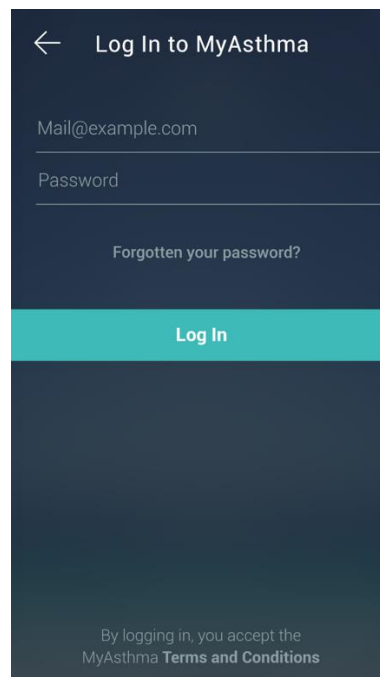 Log In to MyAsthma
Mail@example.com
Password
Forgotten your password?
Log In
By logging in, you accept the
MyAsthma Terms and Conditions